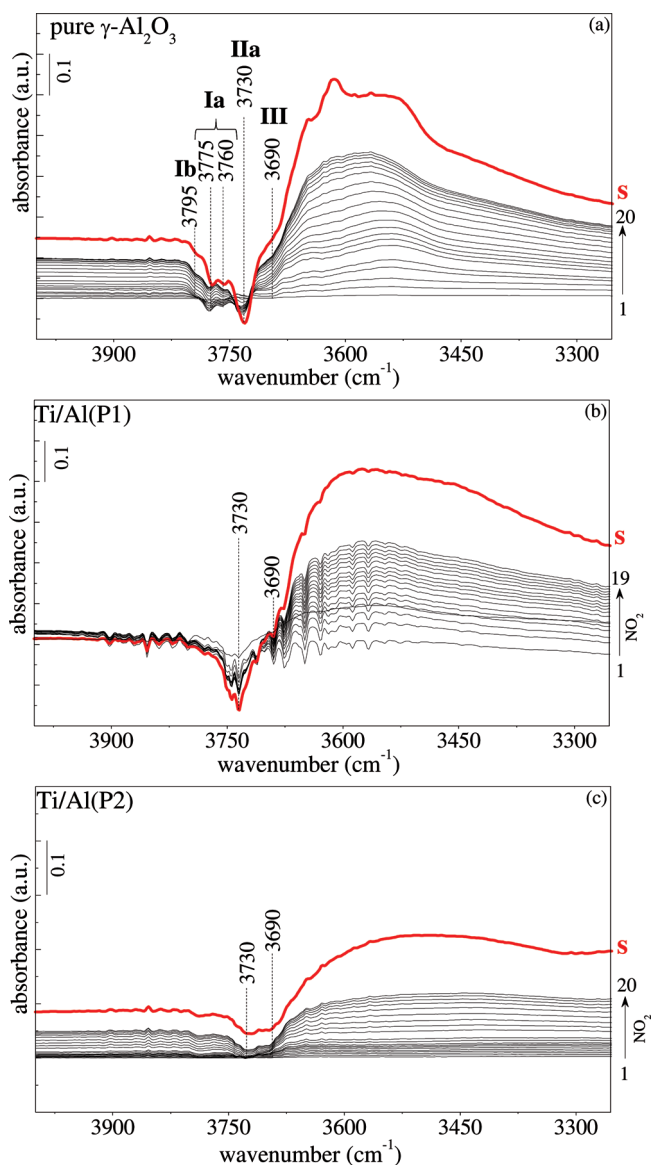 pure γ-Al₂O₃
(a)
0.1
Ib
Ia
IIa
III
3795
3775
3760
3730
3690
S
20
1
absorbance (a.u.)
3900 3750 3600 3450 3300
wavenumber (cm⁻¹)
Ti/Al(P1)
(b)
0.1
3730
3690
S
19
NO₂
1
absorbance (a.u.)
3900 3750 3600 3450 3300
wavenumber (cm⁻¹)
Ti/Al(P2)
(c)
0.1
3730
3690
S
20
NO₂
1
absorbance (a.u.)
3900 3750 3600 3450 3300
wavenumber (cm⁻¹)